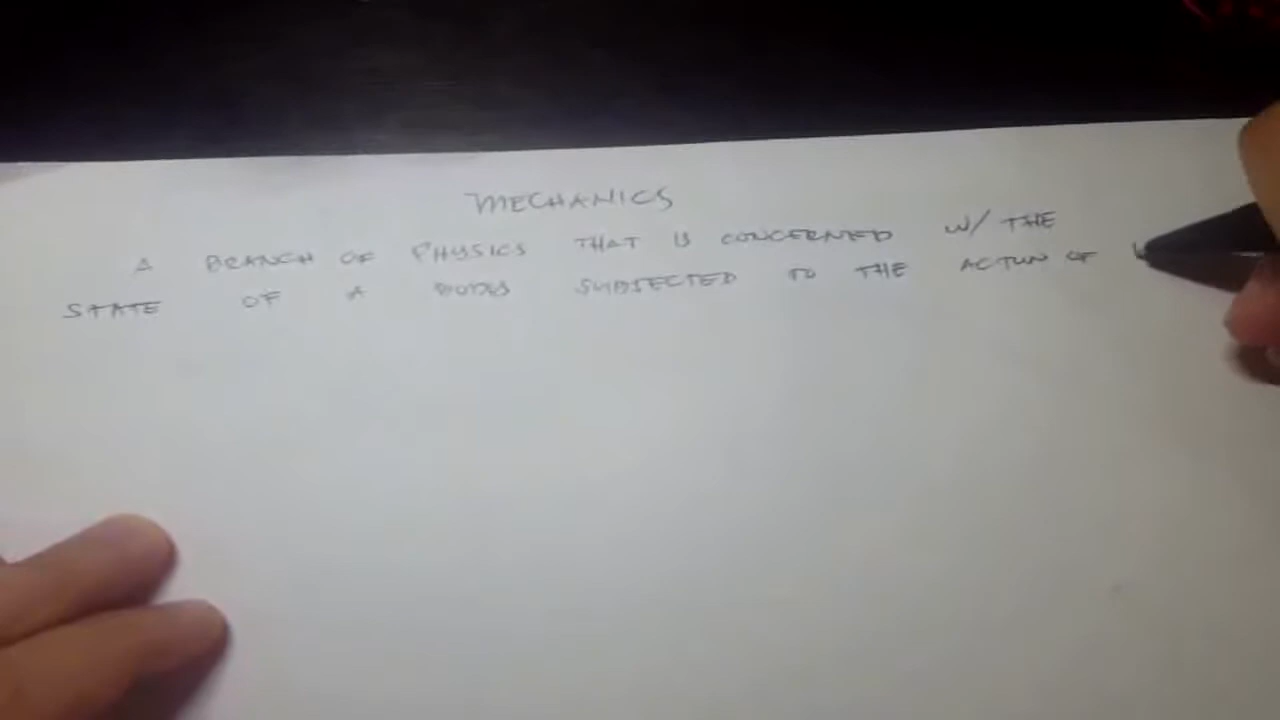 MECHANICS
A BRANCH OF PHYSICS THAT IS CONCERNED W/ THE
STATE OF A BODY SUBJECTED TO THE ACTION OF